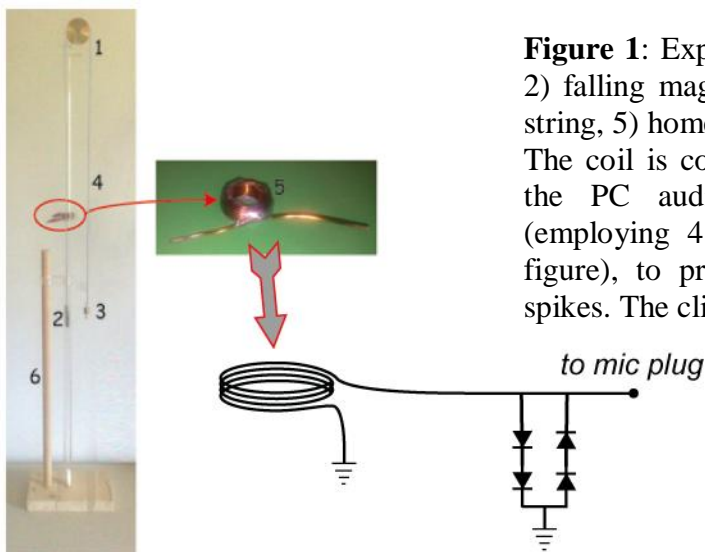 Figure 1: Exp
2) falling mag
string, 5) home
The coil is co
the PC aud
(employing 4
figure), to pr
spikes. The cli
1
4
5
2
3
6
to mic plug